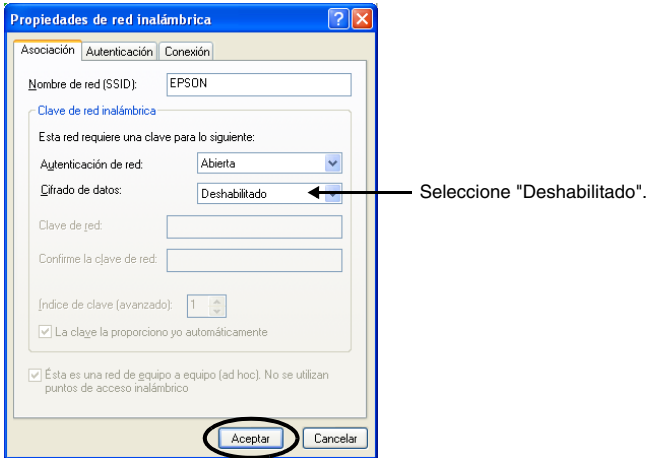 Propiedades de red inalámbrica
Asociación Autenticación Conexión
Nombre de red (SSID): EPSON
Clave de red inalámbrica
Esta red requiere una clave para lo siguiente:
Autenticación de red: Abierta
Cifrado de datos: Deshabilitado
Seleccione "Deshabilitado".
Clave de red:
Confirme la clave de red:
Índice de clave (avanzado): 1
La clave la proporciono yo automáticamente
Ésta es una red de equipo a equipo (ad hoc). No se utilizan
puntos de acceso inalámbrico
Aceptar Cancelar